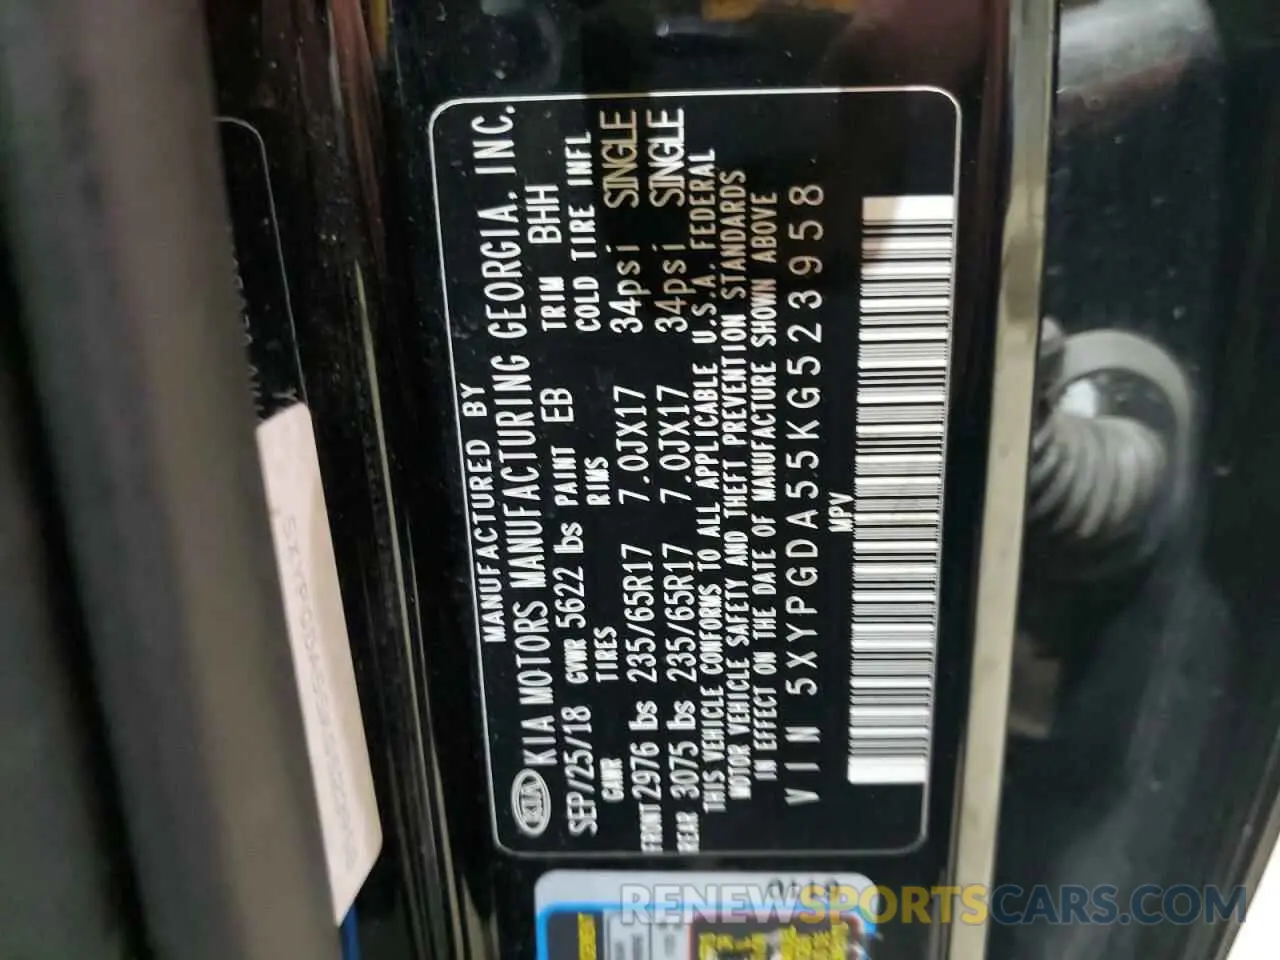 MANUFACTURED BY
KIA KIA MOTORS MANUFACTURING GEORGIA, INC.
SEP/25/18 GVWR 5622 lbs PAINT EB TRIM BHH
GAWR TIRES RIMS COLD TIRE INFL
FRONT 2976 lbs 235/65R17 7.0JX17 34psi SINGLE
REAR 3075 lbs 235/65R17 7.0JX17 34psi SINGLE
THIS VEHICLE CONFORMS TO ALL APPLICABLE U.S.A. FEDERAL
MOTOR VEHICLE SAFETY AND THEFT PREVENTION STANDARDS
IN EFFECT ON THE DATE OF MANUFACTURE SHOWN ABOVE
VIN 5XYPGDA55KG523958
MPV
RENEWSPORTSCARS.COM